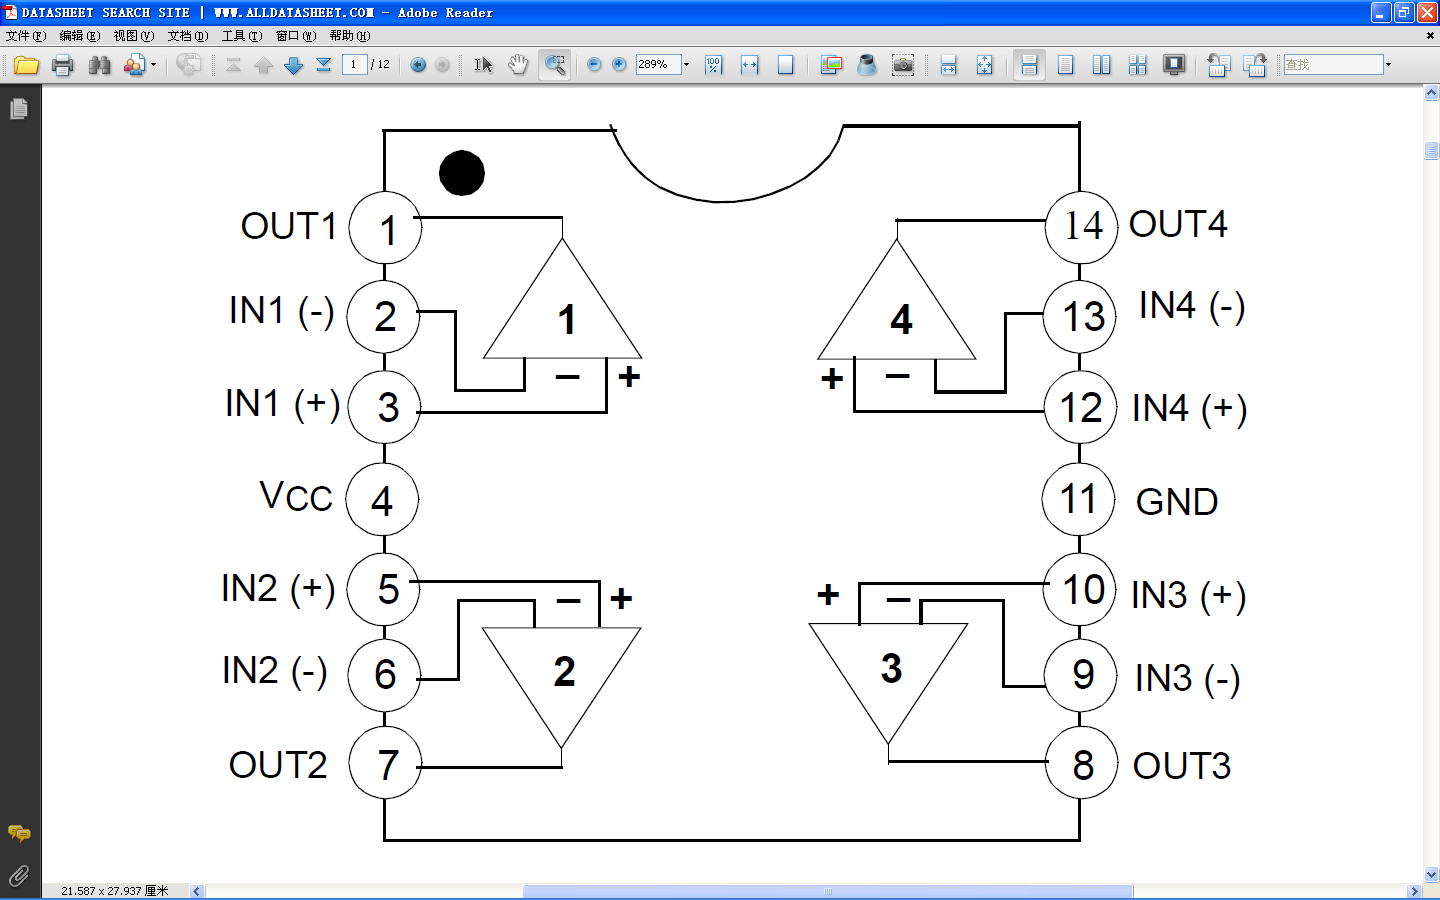 DATASHEET SEARCH SITE | WWW.ALLDATASHEET.COM - Adobe Reader
文件(F) 编辑(E) 视图(V) 文档(D) 工具(T) 窗口(W) 帮助(H)
1 / 12 289% 100% 查找
OUT1 1 14 OUT4
IN1 (-) 2 1 4 13 IN4 (-)
− + + −
IN1 (+) 3 12 IN4 (+)
VCC 4 11 GND
IN2 (+) 5 − + + − 10 IN3 (+)
IN2 (-) 6 2 3 9 IN3 (-)
OUT2 7 8 OUT3
21.587 x 27.937 厘米